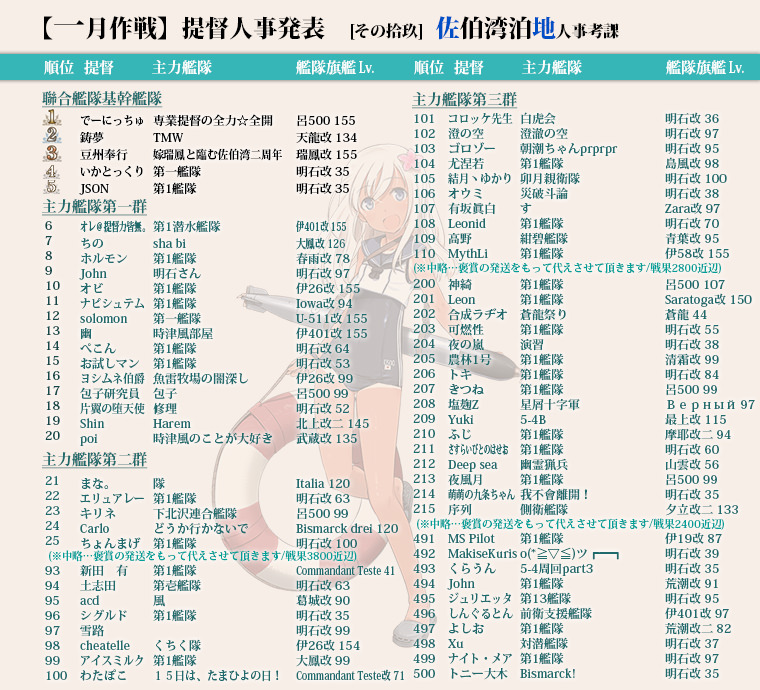 【一月作戦】提督人事発表 [その拾玖] 佐伯湾泊地人事考課
順位 提督 主力艦隊 艦隊旗艦 Lv.
順位 提督 主力艦隊 艦隊旗艦 Lv.
聯合艦隊基幹艦隊
1 でーにっちゅ 専業提督の全力☆全開 呂500 155
2 鋳夢 TMW 天龍改 134
3 豆州奉行 嫁瑞鳳と臨む佐伯湾二周年 瑞鳳改 155
4 いかとっくり 第一艦隊 明石改 35
5 JSON 第1艦隊 明石改 35
主力艦隊第一群
6 オレ@提督力皆無。 第1潜水艦隊 伊401改 155
7 ちの sha bi 大鳳改 126
8 ホルモン 第1艦隊 春雨改 78
9 John 明石さん 明石改 97
10 オビ 第1艦隊 伊26改 155
11 ナビシュテム 第1艦隊 Iowa改 94
12 solomon 第一艦隊 U-511改 155
13 幽 時津風部屋 伊401改 155
14 ぺこん 第1艦隊 明石改 64
15 お試しマン 第1艦隊 明石改 53
16 ヨシムネ伯爵 魚雷牧場の闇深し 伊26改 99
17 包子研究員 包子 呂500 99
18 片翼の堕天使 修理 明石改 52
19 Shin Harem 北上改二 145
20 poi 時津風のことが大好き 武蔵改 135
主力艦隊第二群
21 まな。 隊 Italia 120
22 エリュアレー 第1艦隊 明石改 63
23 キリネ 下北沢連合艦隊 呂500 99
24 Carlo どうか行かないで Bismarck drei 120
25 ちょんまげ 第1艦隊 明石改 100
(※中略…褒賞の発送をもって代えさせて頂きます/戦果3800近辺)
93 新田 有 第1艦隊 Commandant Teste 41
94 土志田 第壱艦隊 明石改 63
95 acd 風 葛城改 90
96 シグルド 第1艦隊 明石改 35
97 雪路 明石改 99
98 cheatelle くちく隊 伊26改 154
99 アイスミルク 第1艦隊 大鳳改 99
100 わたぽこ １５日は、たまひよの日！ Commandant Teste改 71
主力艦隊第三群
101 コロッケ先生 白虎会 明石改 36
102 澄の空 澄澈の空 明石改 97
103 ゴロゾー 朝潮ちゃんprprpr 明石改 95
104 尤涅若 第1艦隊 島風改 98
105 結月ヽゆかり 卯月親衛隊 明石改 100
106 オウミ 災破斗論 明石改 38
107 有坂眞白 す Zara改 97
108 Leonid 第1艦隊 明石改 70
109 高野 紺碧艦隊 青葉改 95
110 MythLi 第1艦隊 伊58改 155
(※中略…褒賞の発送をもって代えさせて頂きます/戦果2800近辺)
200 神綺 第1艦隊 呂500 107
201 Leon 第1艦隊 Saratoga改 150
202 合成ラヂオ 蒼龍祭り 蒼龍 44
203 可燃性 第1艦隊 明石改 55
204 夜の嵐 演習 明石改 38
205 農林1号 第1艦隊 清霜改 99
206 トキ 第1艦隊 明石改 84
207 きつね 第1艦隊 呂500 99
208 塩麹Z 星屑十字軍 Ｂｅｐｎｂｌй 97
209 Yuki 5-4B 最上改 115
210 ふじ 第1艦隊 摩耶改二 94
211 さすらいびとのはせお 第1艦隊 明石改 60
212 Deep sea 幽霊猟兵 山雲改 56
213 夜風月 第1艦隊 呂500 99
214 萌萌の九条ちゃん 我不會離開！ 明石改 35
215 序列 側衛艦隊 夕立改二 133
(※中略…褒賞の発送をもって代えさせて頂きます/戦果2400近辺)
491 MS Pilot 第1艦隊 伊19改 87
492 MakiseKuris o(*≧▽≦)ツ┏━┓ 明石改 39
493 くらうん 5-4周回part3 明石改 35
494 John 第1艦隊 荒潮改 91
495 ジュリエッタ 第13艦隊 明石改 95
496 しんぐるとん 前衛支援艦隊 伊401改 97
497 よしお 第1艦隊 荒潮改二 82
498 Xu 対潜艦隊 明石改 37
499 ナイト・メア 第1艦隊 明石改 97
500 トニー大木 Bismarck! 明石改 35